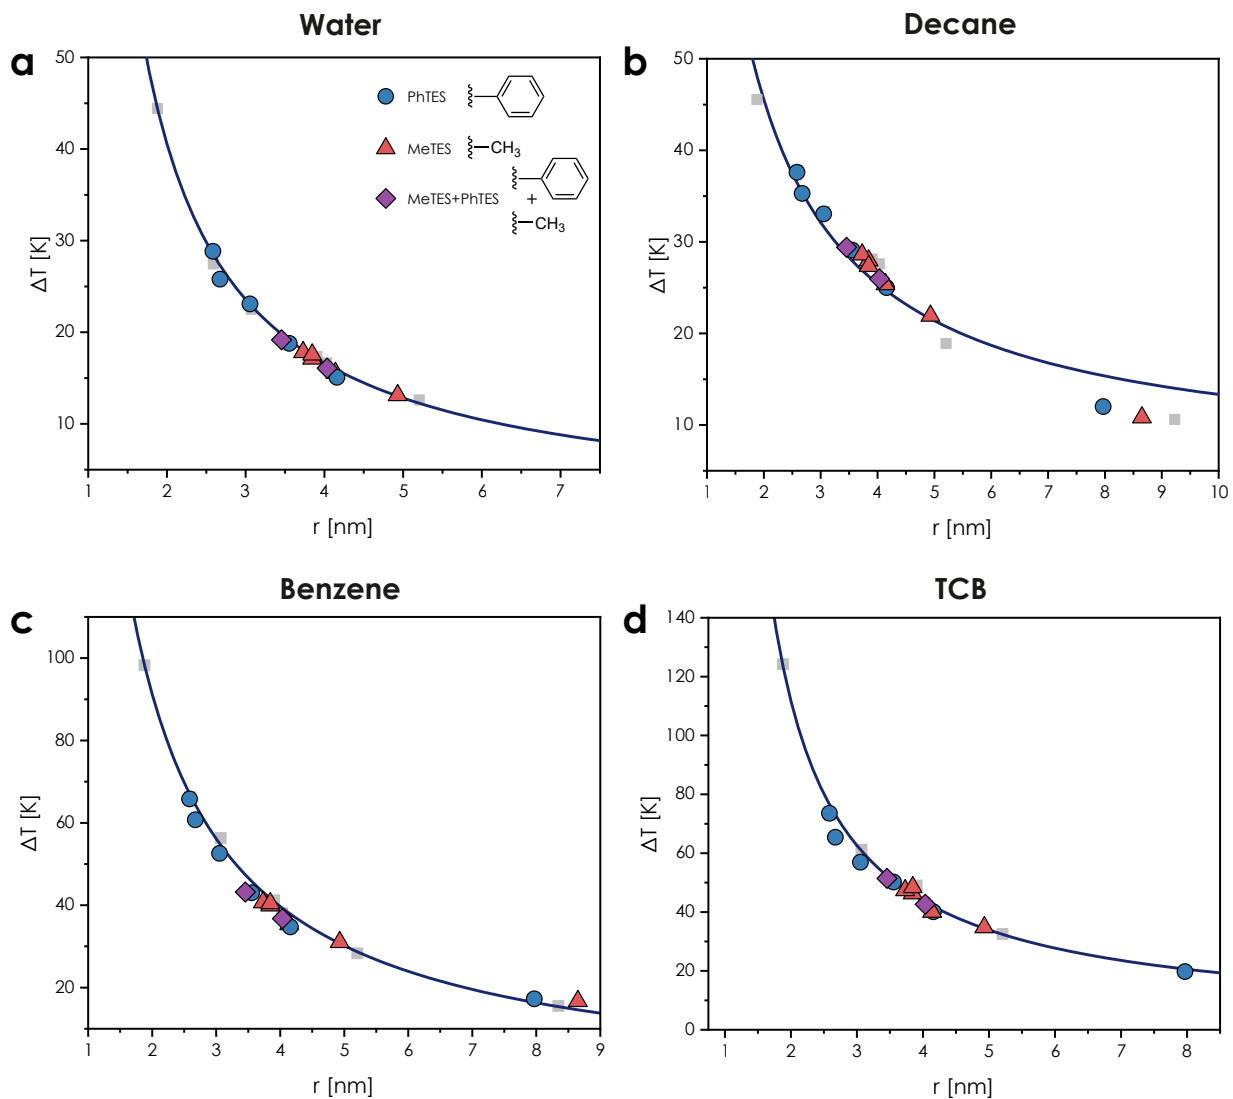 Water
a
50
40
30
20
10
ΔT [K]
1 2 3 4 5 6 7
r [nm]
PhTES
MeTES
CH3
MeTES+PhTES
+
CH3
Decane
b
50
40
30
20
10
ΔT [K]
1 2 3 4 5 6 7 8 9 10
r [nm]
Benzene
c
100
80
60
40
20
ΔT [K]
1 2 3 4 5 6 7 8 9
r [nm]
TCB
d
140
120
100
80
60
40
20
0
ΔT [K]
1 2 3 4 5 6 7 8
r [nm]